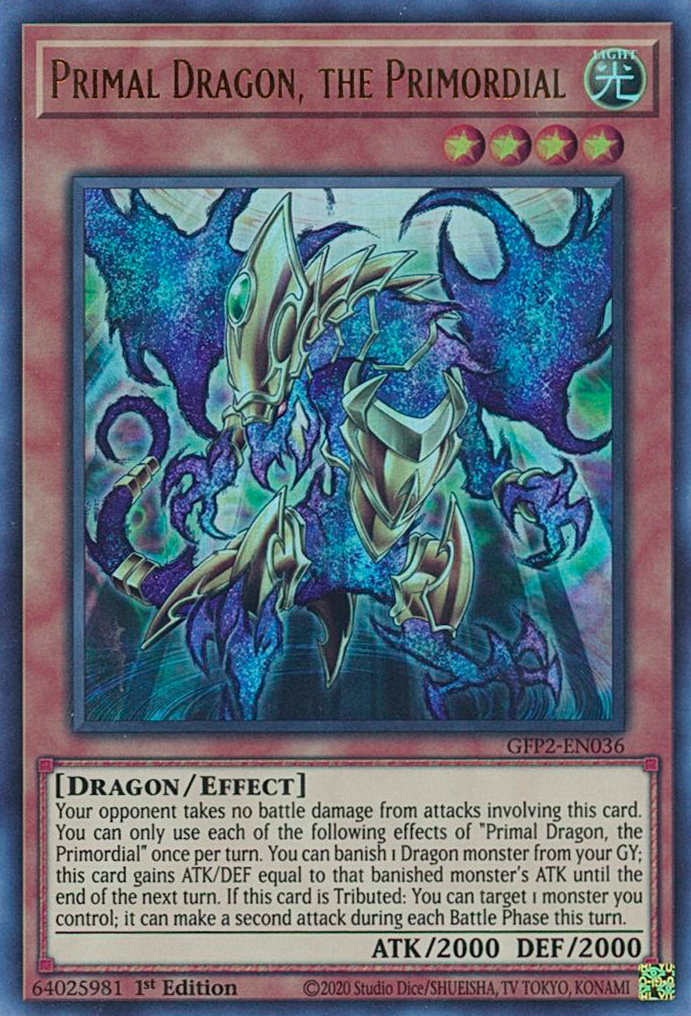 PRIMAL DRAGON, THE PRIMORDIAL
LIGHT
光
GFP2-EN036
[DRAGON/EFFECT]
Your opponent takes no battle damage from attacks involving this card.
You can only use each of the following effects of "Primal Dragon, the
Primordial" once per turn. You can banish 1 Dragon monster from your GY;
this card gains ATK/DEF equal to that banished monster's ATK until the
end of the next turn. If this card is Tributed: You can target 1 monster you
control; it can make a second attack during each Battle Phase this turn.
ATK/2000 DEF/2000
64025981 1st Edition ©2020 Studio Dice/SHUEISHA, TV TOKYO, KONAMI